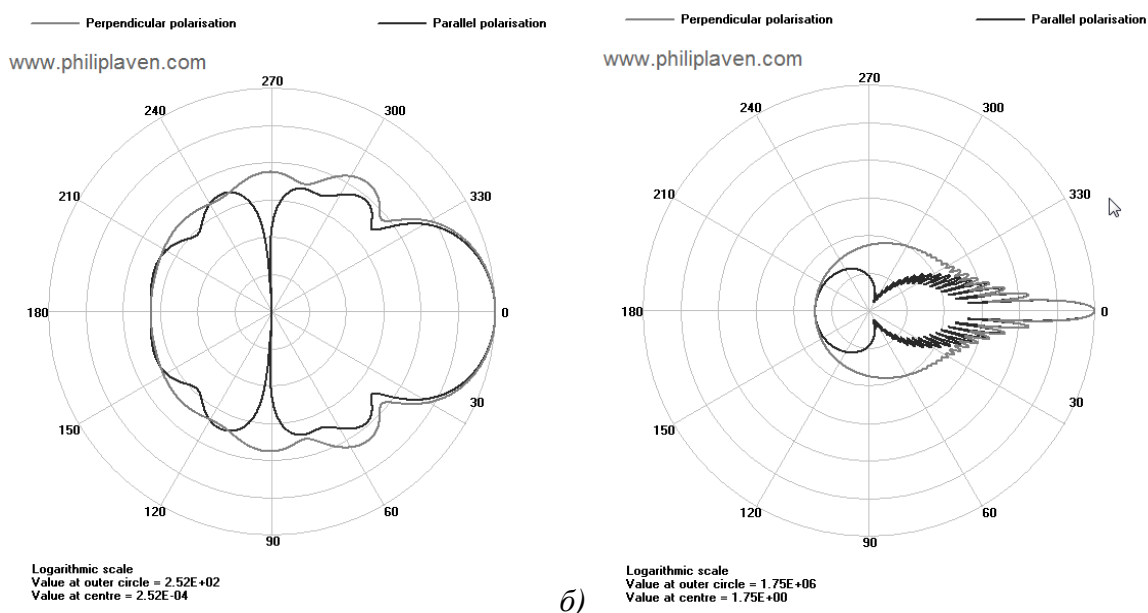 Perpendicular polarisation Parallel polarisation
www.philiplaven.com
270
240 300
210 330
180 0
150 30
120 60
90
Logarithmic scale
Value at outer circle = 2.52E+02
Value at centre = 2.52E-04
б)
Perpendicular polarisation Parallel polarisation
www.philiplaven.com
270
240 300
210 330
180 0
150 30
120 60
90
Logarithmic scale
Value at outer circle = 1.75E+06
Value at centre = 1.75E+00